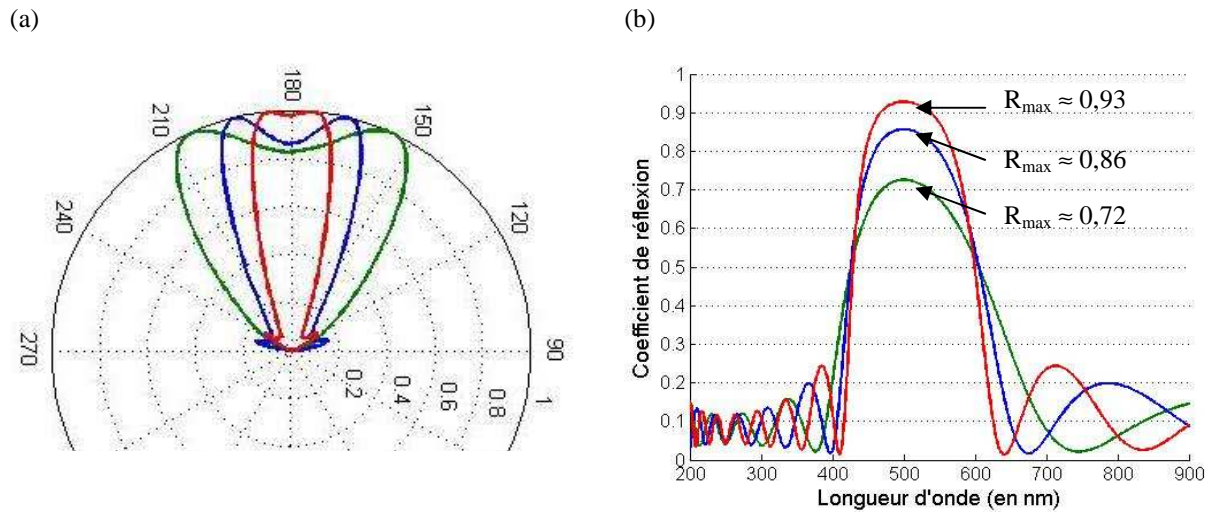 (a)
(b)
180
210
150
240
120
270
90
0.2
0.4
0.6
0.8
1
Coefficient de réflexion
1
0.9
0.8
0.7
0.6
0.5
0.4
0.3
0.2
0.1
0
R_max ≈ 0,93
R_max ≈ 0,86
R_max ≈ 0,72
200 300 400 500 600 700 800 900
Longueur d'onde (en nm)